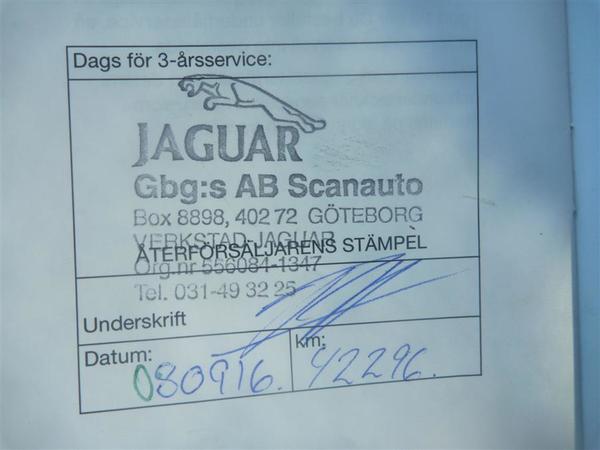 Dags för 3-årsservice:
JAGUAR
Gbg:s AB Scanauto
Box 8898, 402 72 GÖTEBORG
VERKSTAD JAGUAR
ÅTERFÖRSÄLJARENS STÄMPEL
Org.nr 556084-1347
Tel. 031-49 32 25
Underskrift
Datum: km:
080916. 42296.